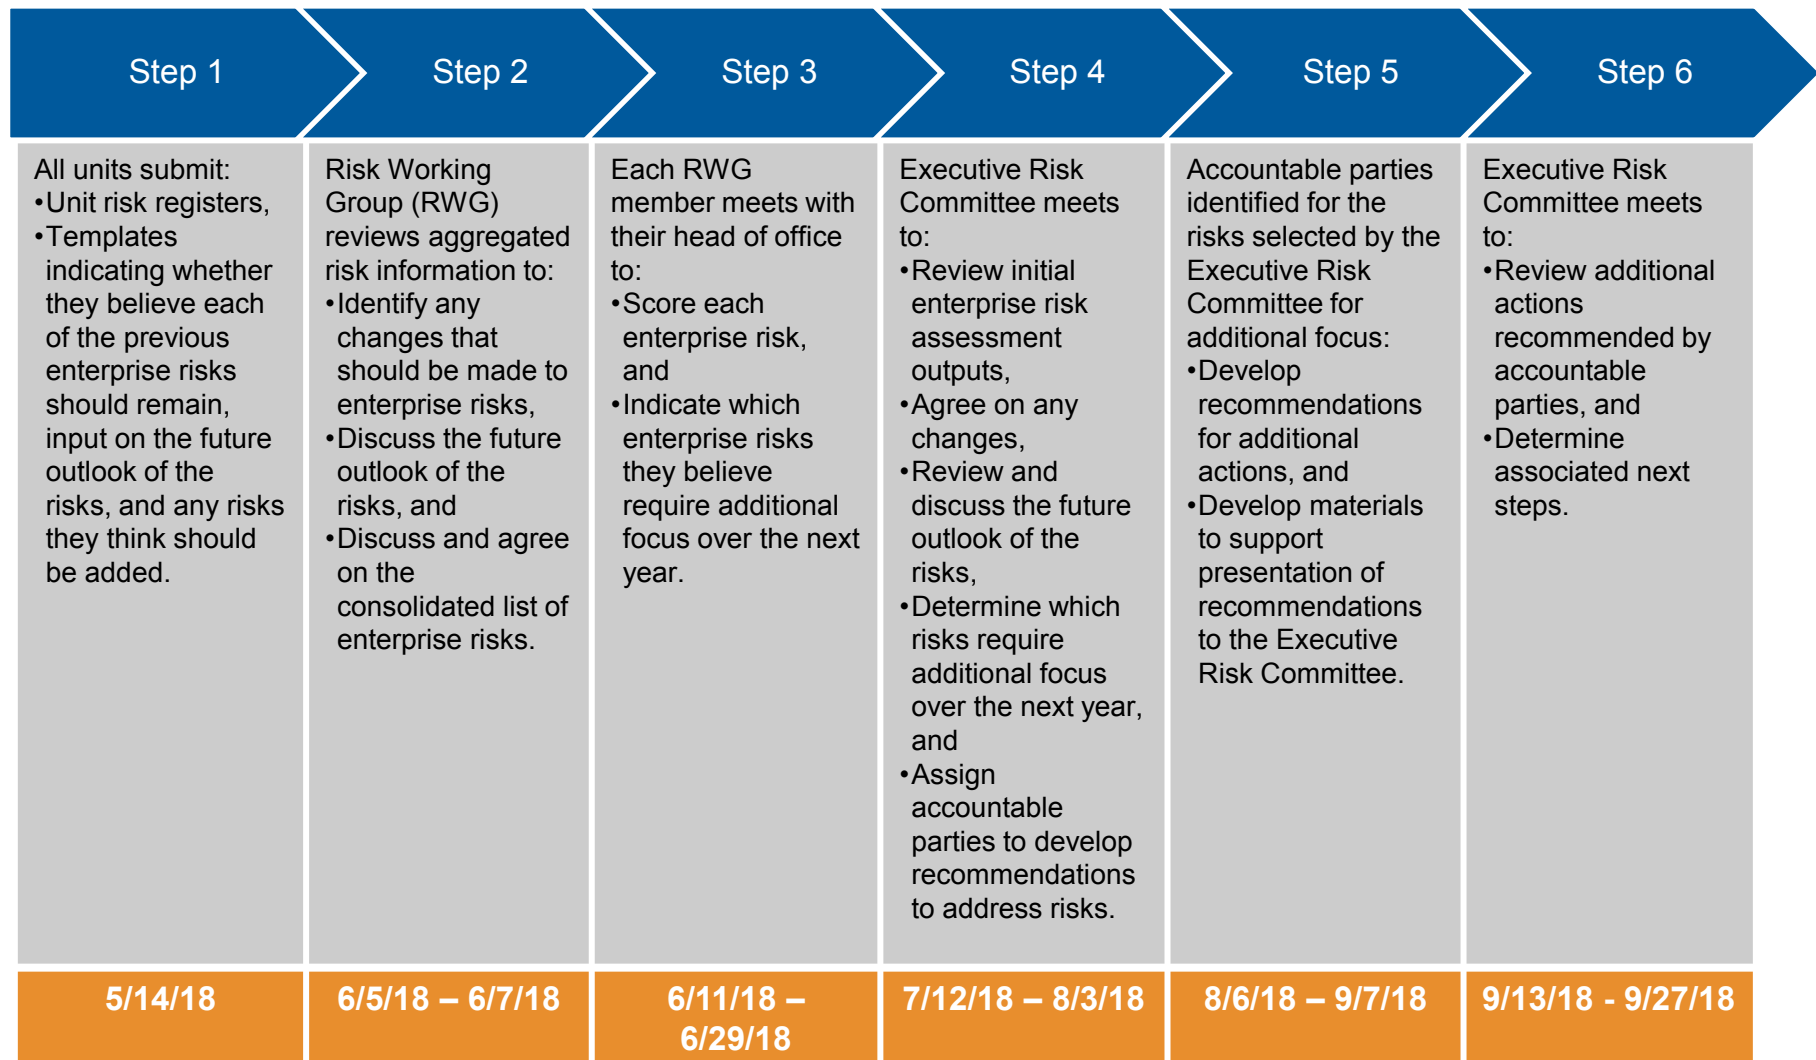 Step 1
Step 2
Step 3
Step 4
Step 5
Step 6
All units submit:
•Unit risk registers,
•Templates
indicating whether
they believe each
of the previous
enterprise risks
should remain,
input on the future
outlook of the
risks, and any risks
they think should
be added.
Risk Working
Group (RWG)
reviews aggregated
risk information to:
•Identify any
changes that
should be made to
enterprise risks,
•Discuss the future
outlook of the
risks, and
•Discuss and agree
on the
consolidated list of
enterprise risks.
Each RWG
member meets with
their head of office
to:
•Score each
enterprise risk,
and
•Indicate which
enterprise risks
they believe
require additional
focus over the next
year.
Executive Risk
Committee meets
to:
•Review initial
enterprise risk
assessment
outputs,
•Agree on any
changes,
•Review and
discuss the future
outlook of the
risks,
•Determine which
risks require
additional focus
over the next year,
and
•Assign
accountable
parties to develop
recommendations
to address risks.
Accountable parties
identified for the
risks selected by the
Executive Risk
Committee for
additional focus:
•Develop
recommendations
for additional
actions, and
•Develop materials
to support
presentation of
recommendations
to the Executive
Risk Committee.
Executive Risk
Committee meets
to:
•Review additional
actions
recommended by
accountable
parties, and
•Determine
associated next
steps.
5/14/18
6/5/18 – 6/7/18
6/11/18 –
6/29/18
7/12/18 – 8/3/18
8/6/18 – 9/7/18
9/13/18 - 9/27/18